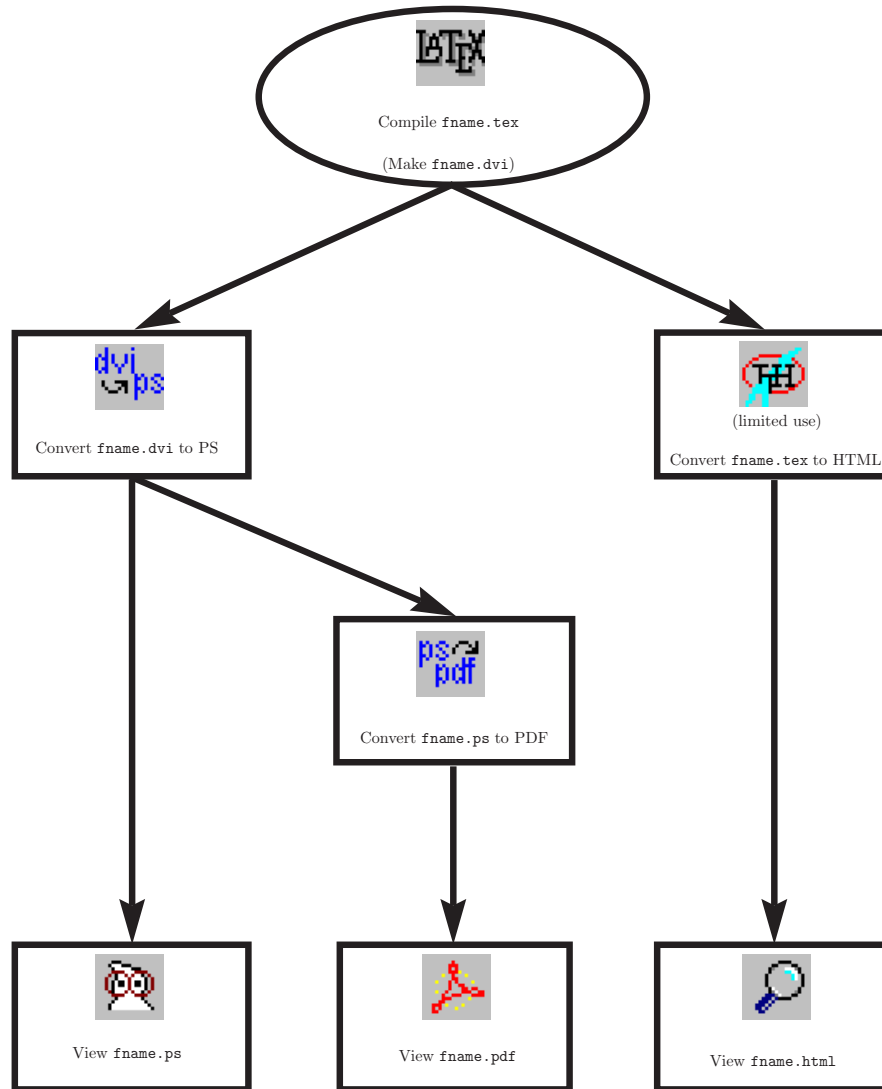 LATEX
Compile fname.tex
(Make fname.dvi)
dvi
ps
Convert fname.dvi to PS
TTH
(limited use)
Convert fname.tex to HTML
ps
pdf
Convert fname.ps to PDF
View fname.ps
View fname.pdf
View fname.html